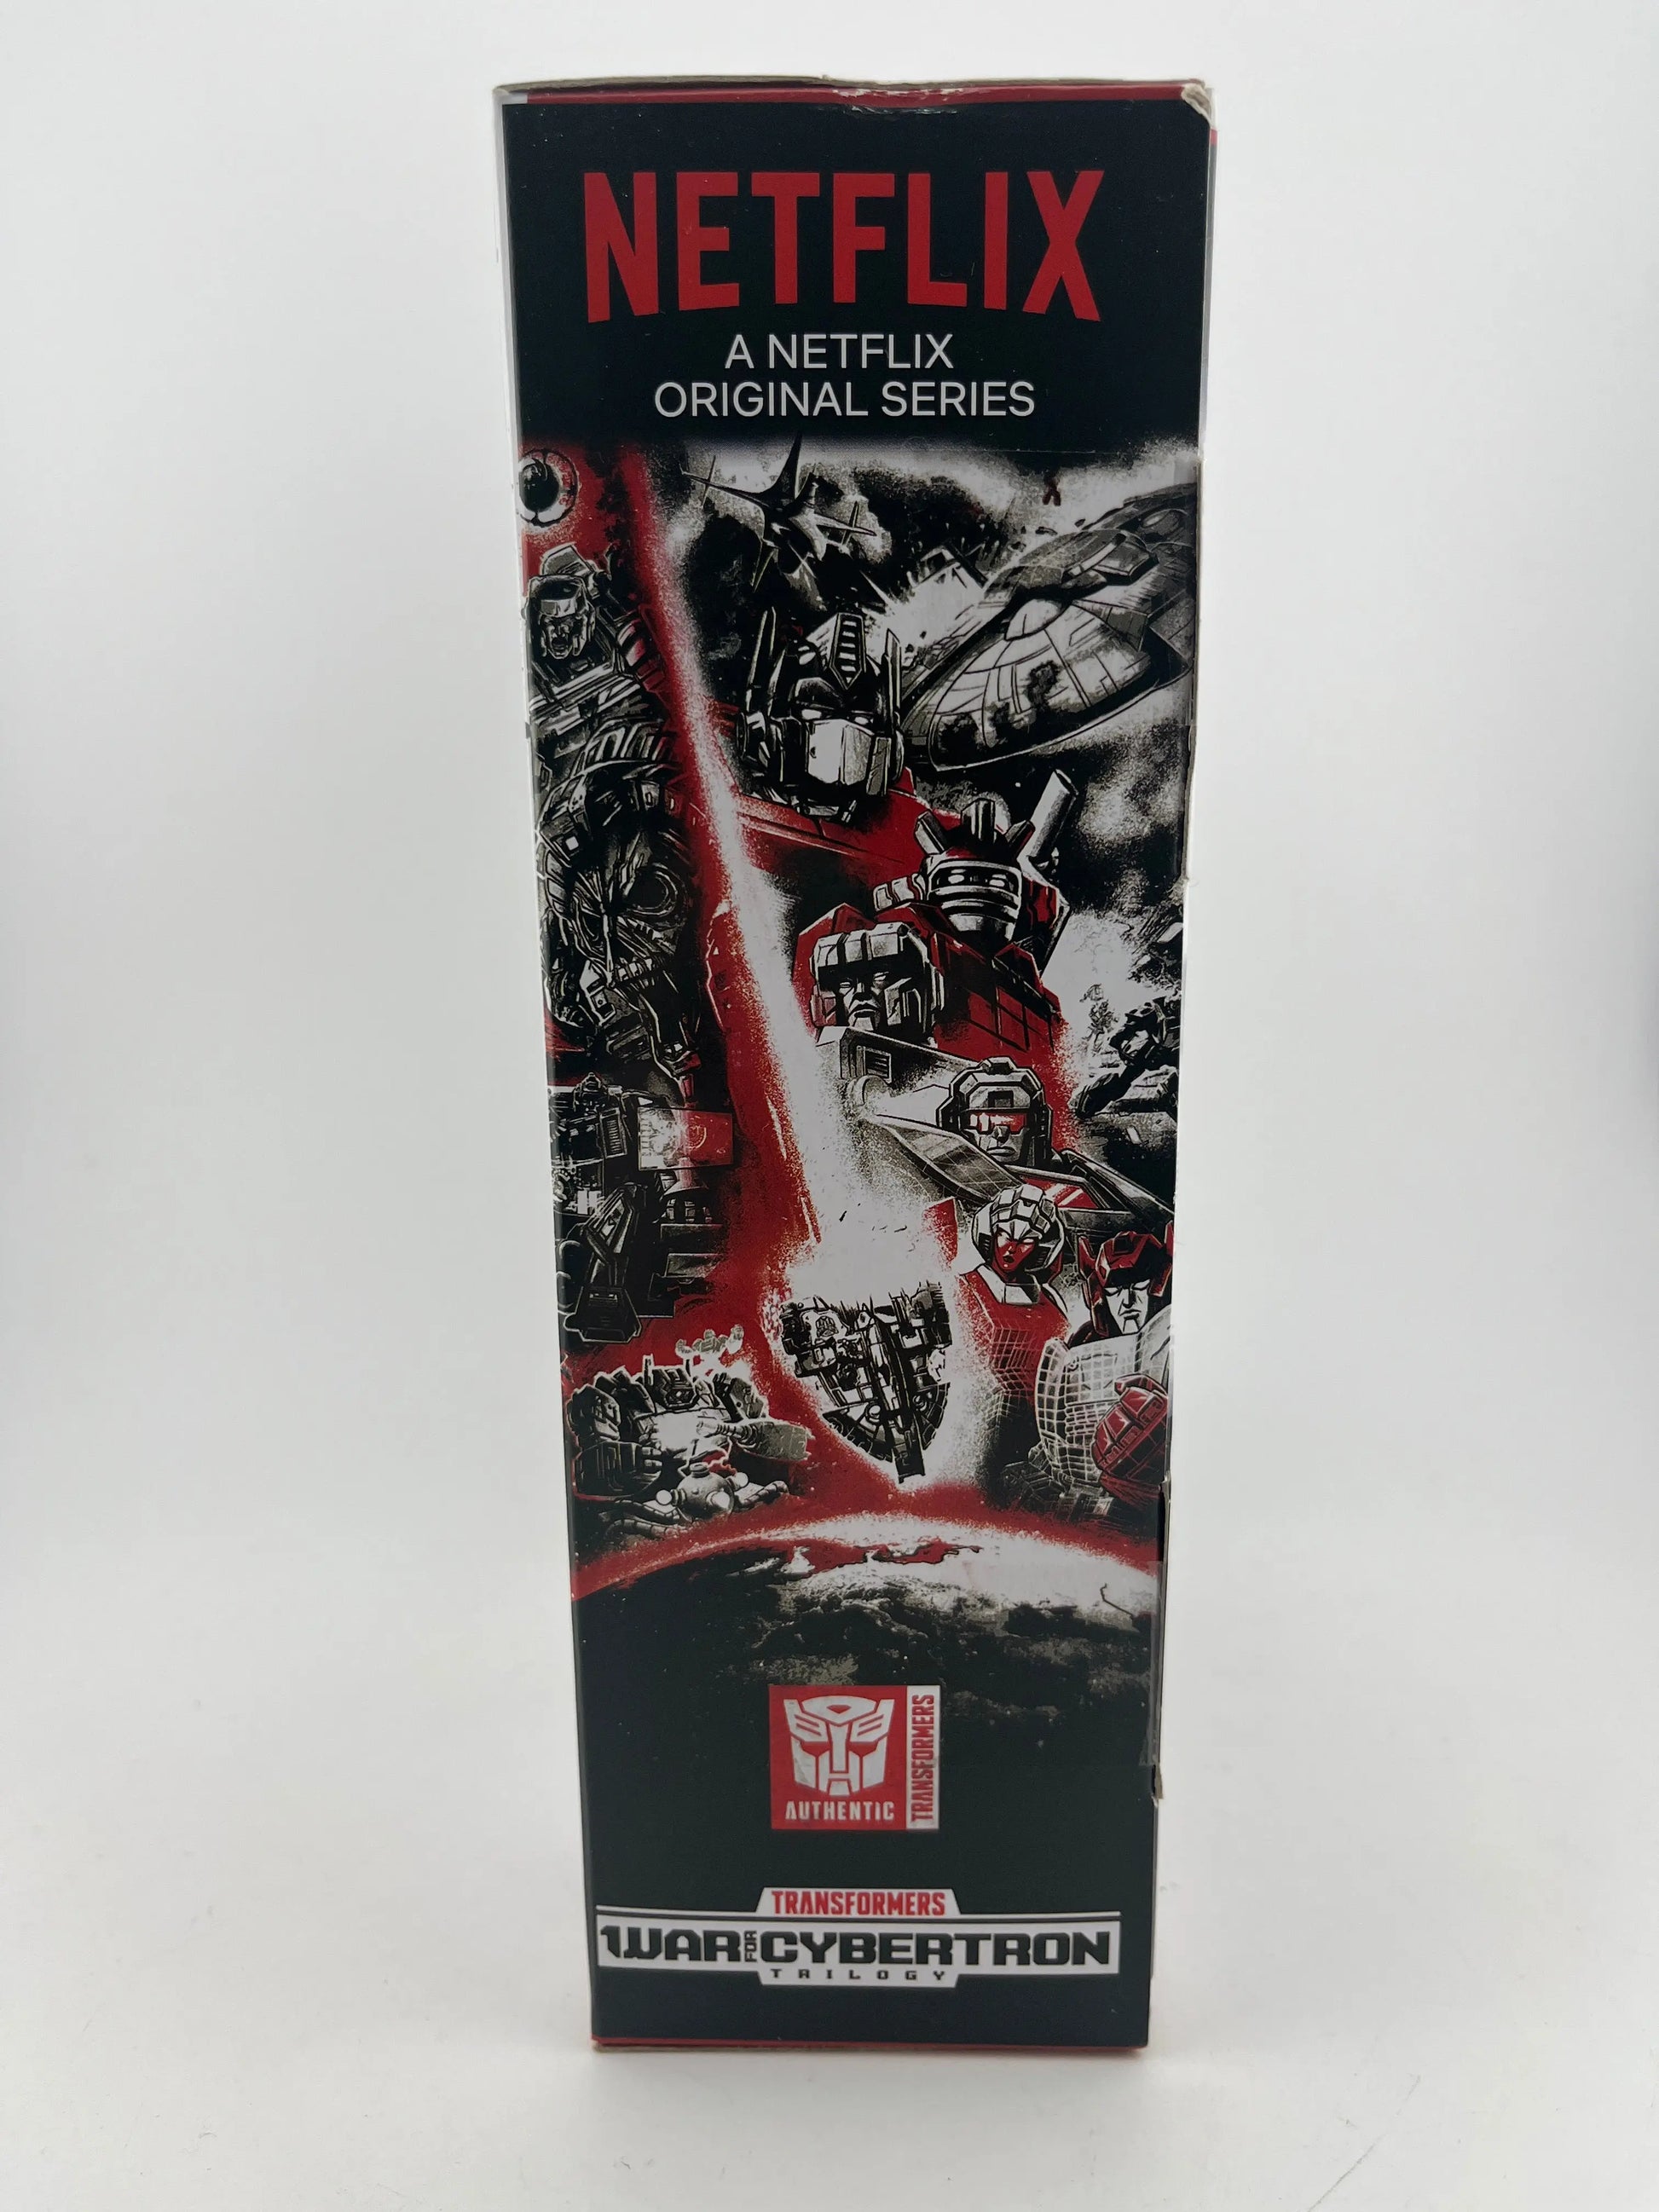 NETFLIX
A NETFLIX
ORIGINAL SERIES
AUTHENTIC
TRANSFORMERS
TRANSFORMERS
WAR FOR CYBERTRON
TRILOGY